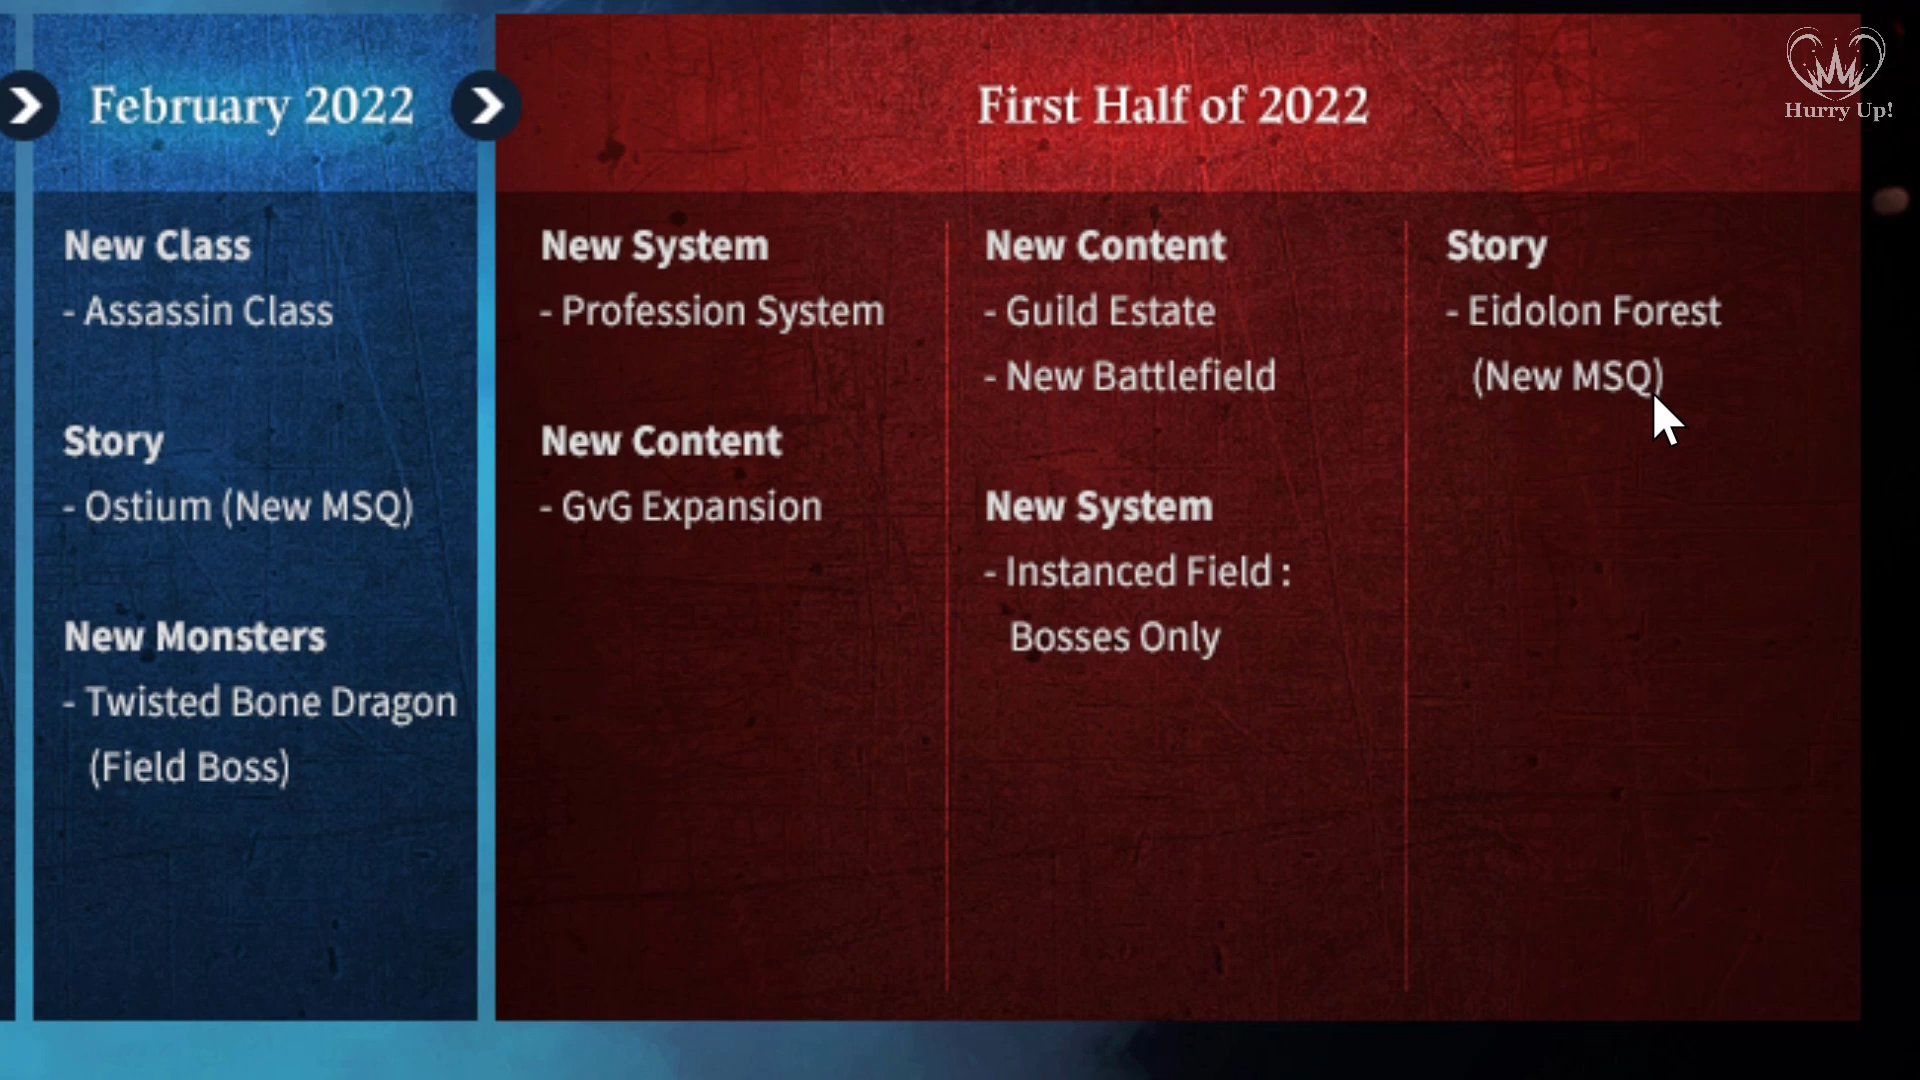 February 2022
New Class
- Assassin Class
Story
- Ostium (New MSQ)
New Monsters
- Twisted Bone Dragon
(Field Boss)
First Half of 2022
New System
- Profession System
New Content
- GvG Expansion
New Content
- Guild Estate
- New Battlefield
New System
- Instanced Field :
Bosses Only
Story
- Eidolon Forest
(New MSQ)
Hurry Up!